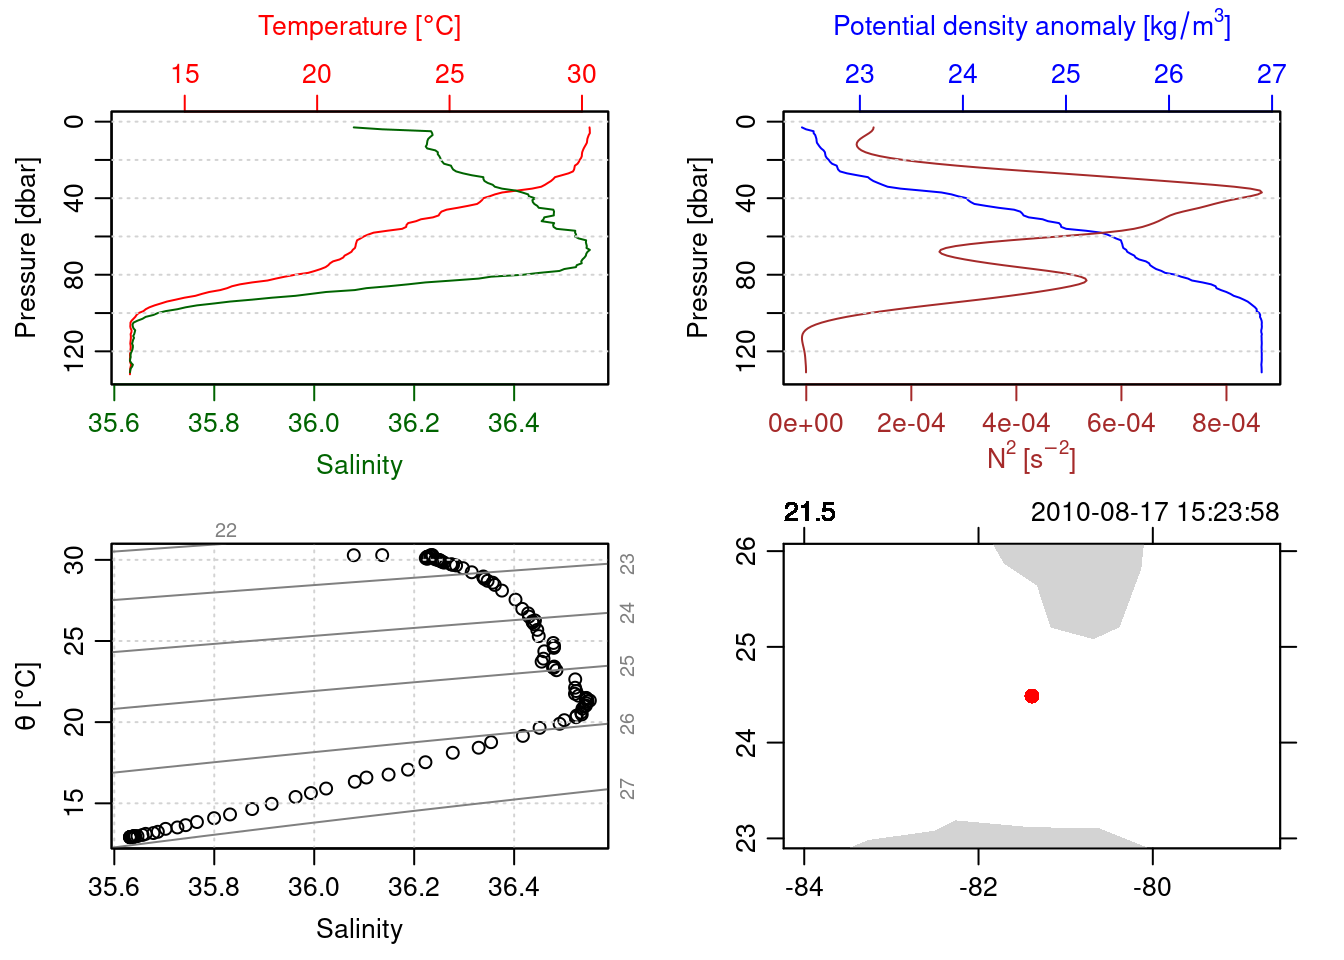 Temperature [°C]
15 20 25 30
Pressure [dbar]
0 40 80 120
35.6 35.8 36.0 36.2 36.4
Salinity
Potential density anomaly [kg/m³]
23 24 25 26 27
Pressure [dbar]
0 40 80 120
0e+00 2e-04 4e-04 6e-04 8e-04
N² [s⁻²]
22
θ [°C]
30 25 20 15
23
24
25
26
27
35.6 35.8 36.0 36.2 36.4
Salinity
21.5 2010-08-17 15:23:58
26 25 24 23
-84 -82 -80